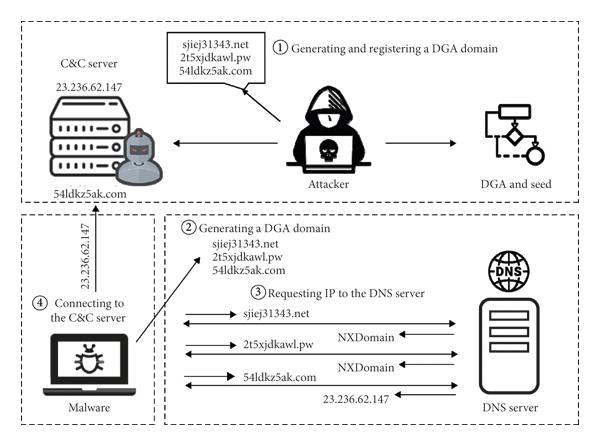 sjiej31343.net
2t5xjdkawl.pw
54ldkz5ak.com
① Generating and registering a DGA domain
C&C server
23.236.62.147
54ldkz5ak.com
Attacker
DGA and seed
23.236.62.147
④ Connecting to
the C&C server
Malware
② Generating a DGA domain
sjiej31343.net
2t5xjdkawl.pw
54ldkz5ak.com
③ Requesting IP to the DNS server
sjiej31343.net
NXDomain
2t5xjdkawl.pw
NXDomain
54ldkz5ak.com
23.236.62.147
DNS
DNS server